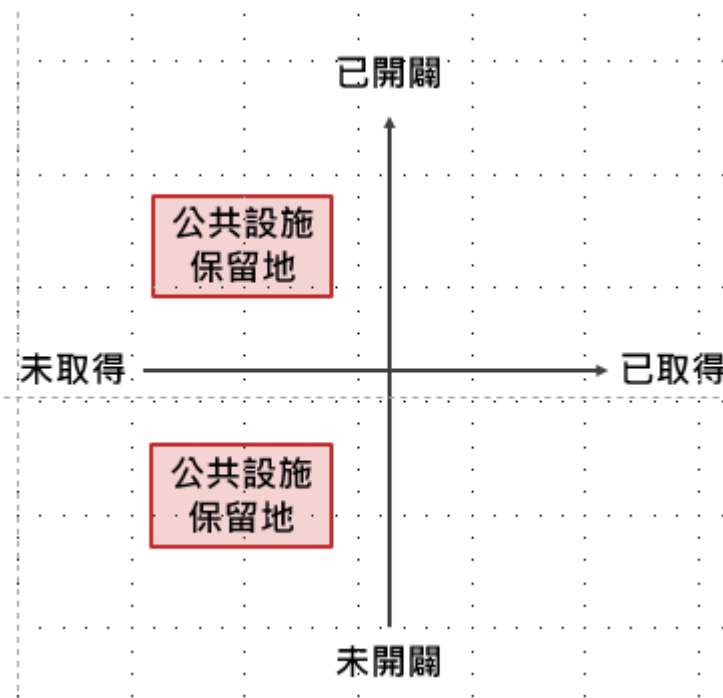 已開闢
公共設施
保留地
未取得
已取得
公共設施
保留地
未開闢